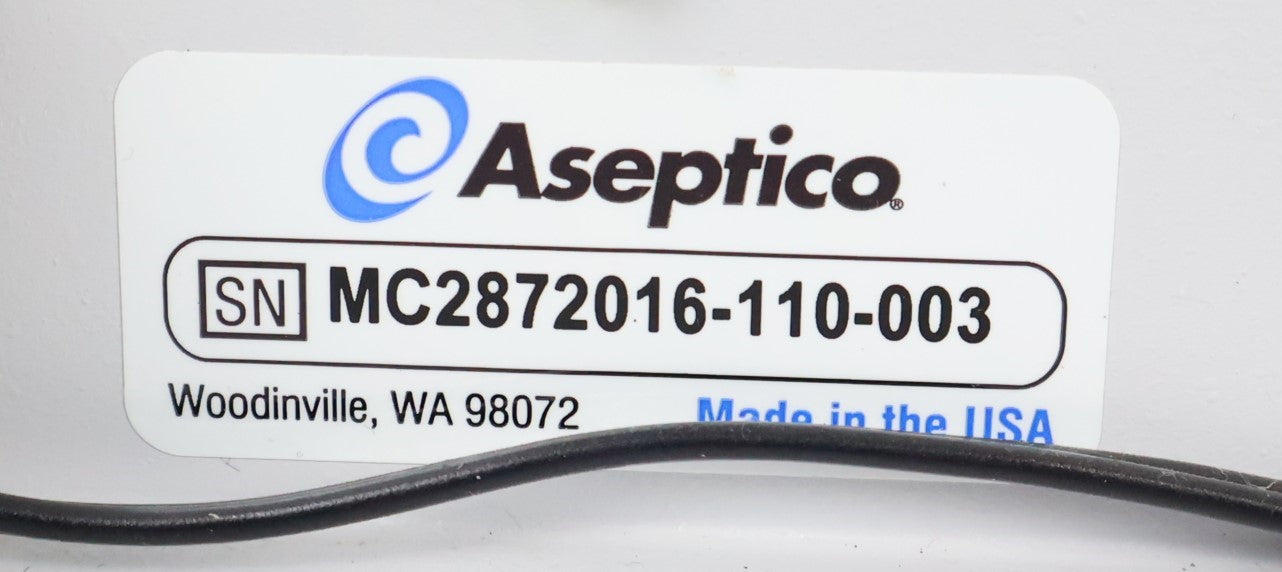 Aseptico®
SN MC2872016-110-003
Woodinville, WA 98072
Made in the USA